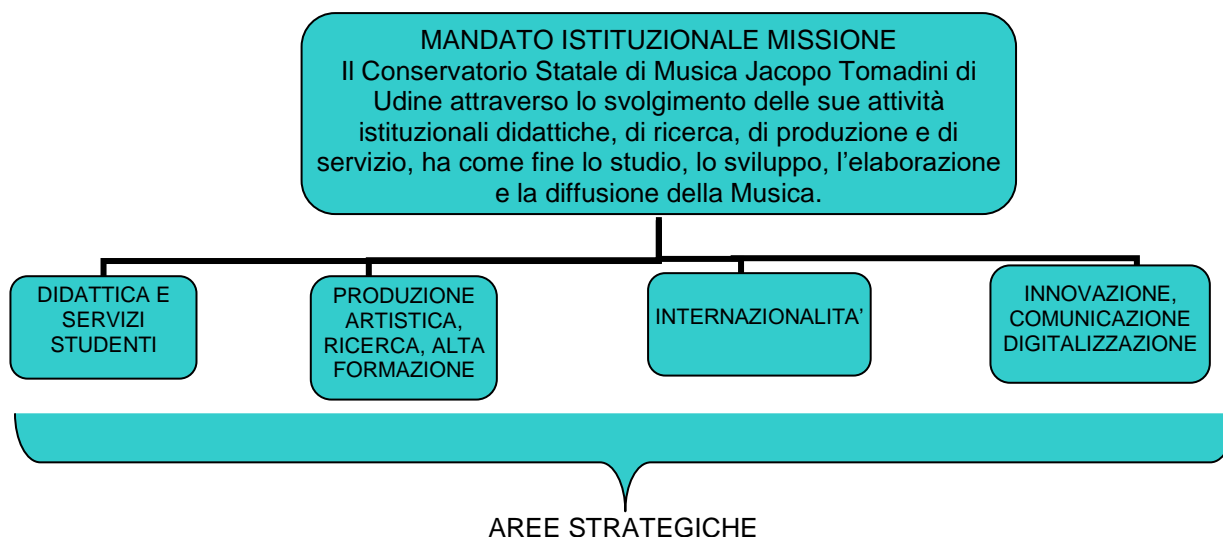 MANDATO ISTITUZIONALE MISSIONE
Il Conservatorio Statale di Musica Jacopo Tomadini di
Udine attraverso lo svolgimento delle sue attività
istituzionali didattiche, di ricerca, di produzione e di
servizio, ha come fine lo studio, lo sviluppo, l’elaborazione
e la diffusione della Musica.
DIDATTICA E
SERVIZI
STUDENTI
PRODUZIONE
ARTISTICA,
RICERCA, ALTA
FORMAZIONE
INTERNAZIONALITA’
INNOVAZIONE,
COMUNICAZIONE
DIGITALIZZAZIONE
AREE STRATEGICHE